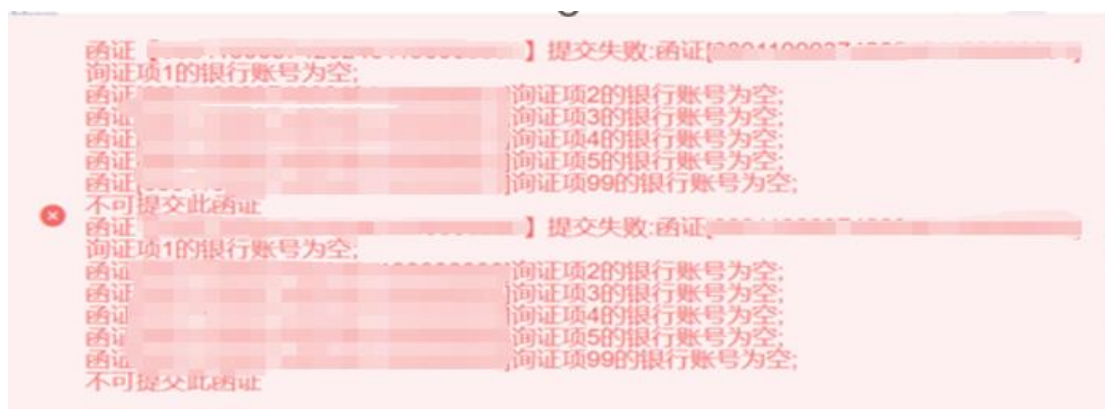 函证【 】提交失败:函证[ ]
询证项1的银行账号为空;
函证[ ]询证项2的银行账号为空;
函证[ ]询证项3的银行账号为空;
函证[ ]询证项4的银行账号为空;
函证[ ]询证项5的银行账号为空;
函证[ ]询证项99的银行账号为空;
不可提交此函证
函证【 】提交失败:函证[ ]
询证项1的银行账号为空;
函证[ ]询证项2的银行账号为空;
函证[ ]询证项3的银行账号为空;
函证[ ]询证项4的银行账号为空;
函证[ ]询证项5的银行账号为空;
函证[ ]询证项99的银行账号为空;
不可提交此函证